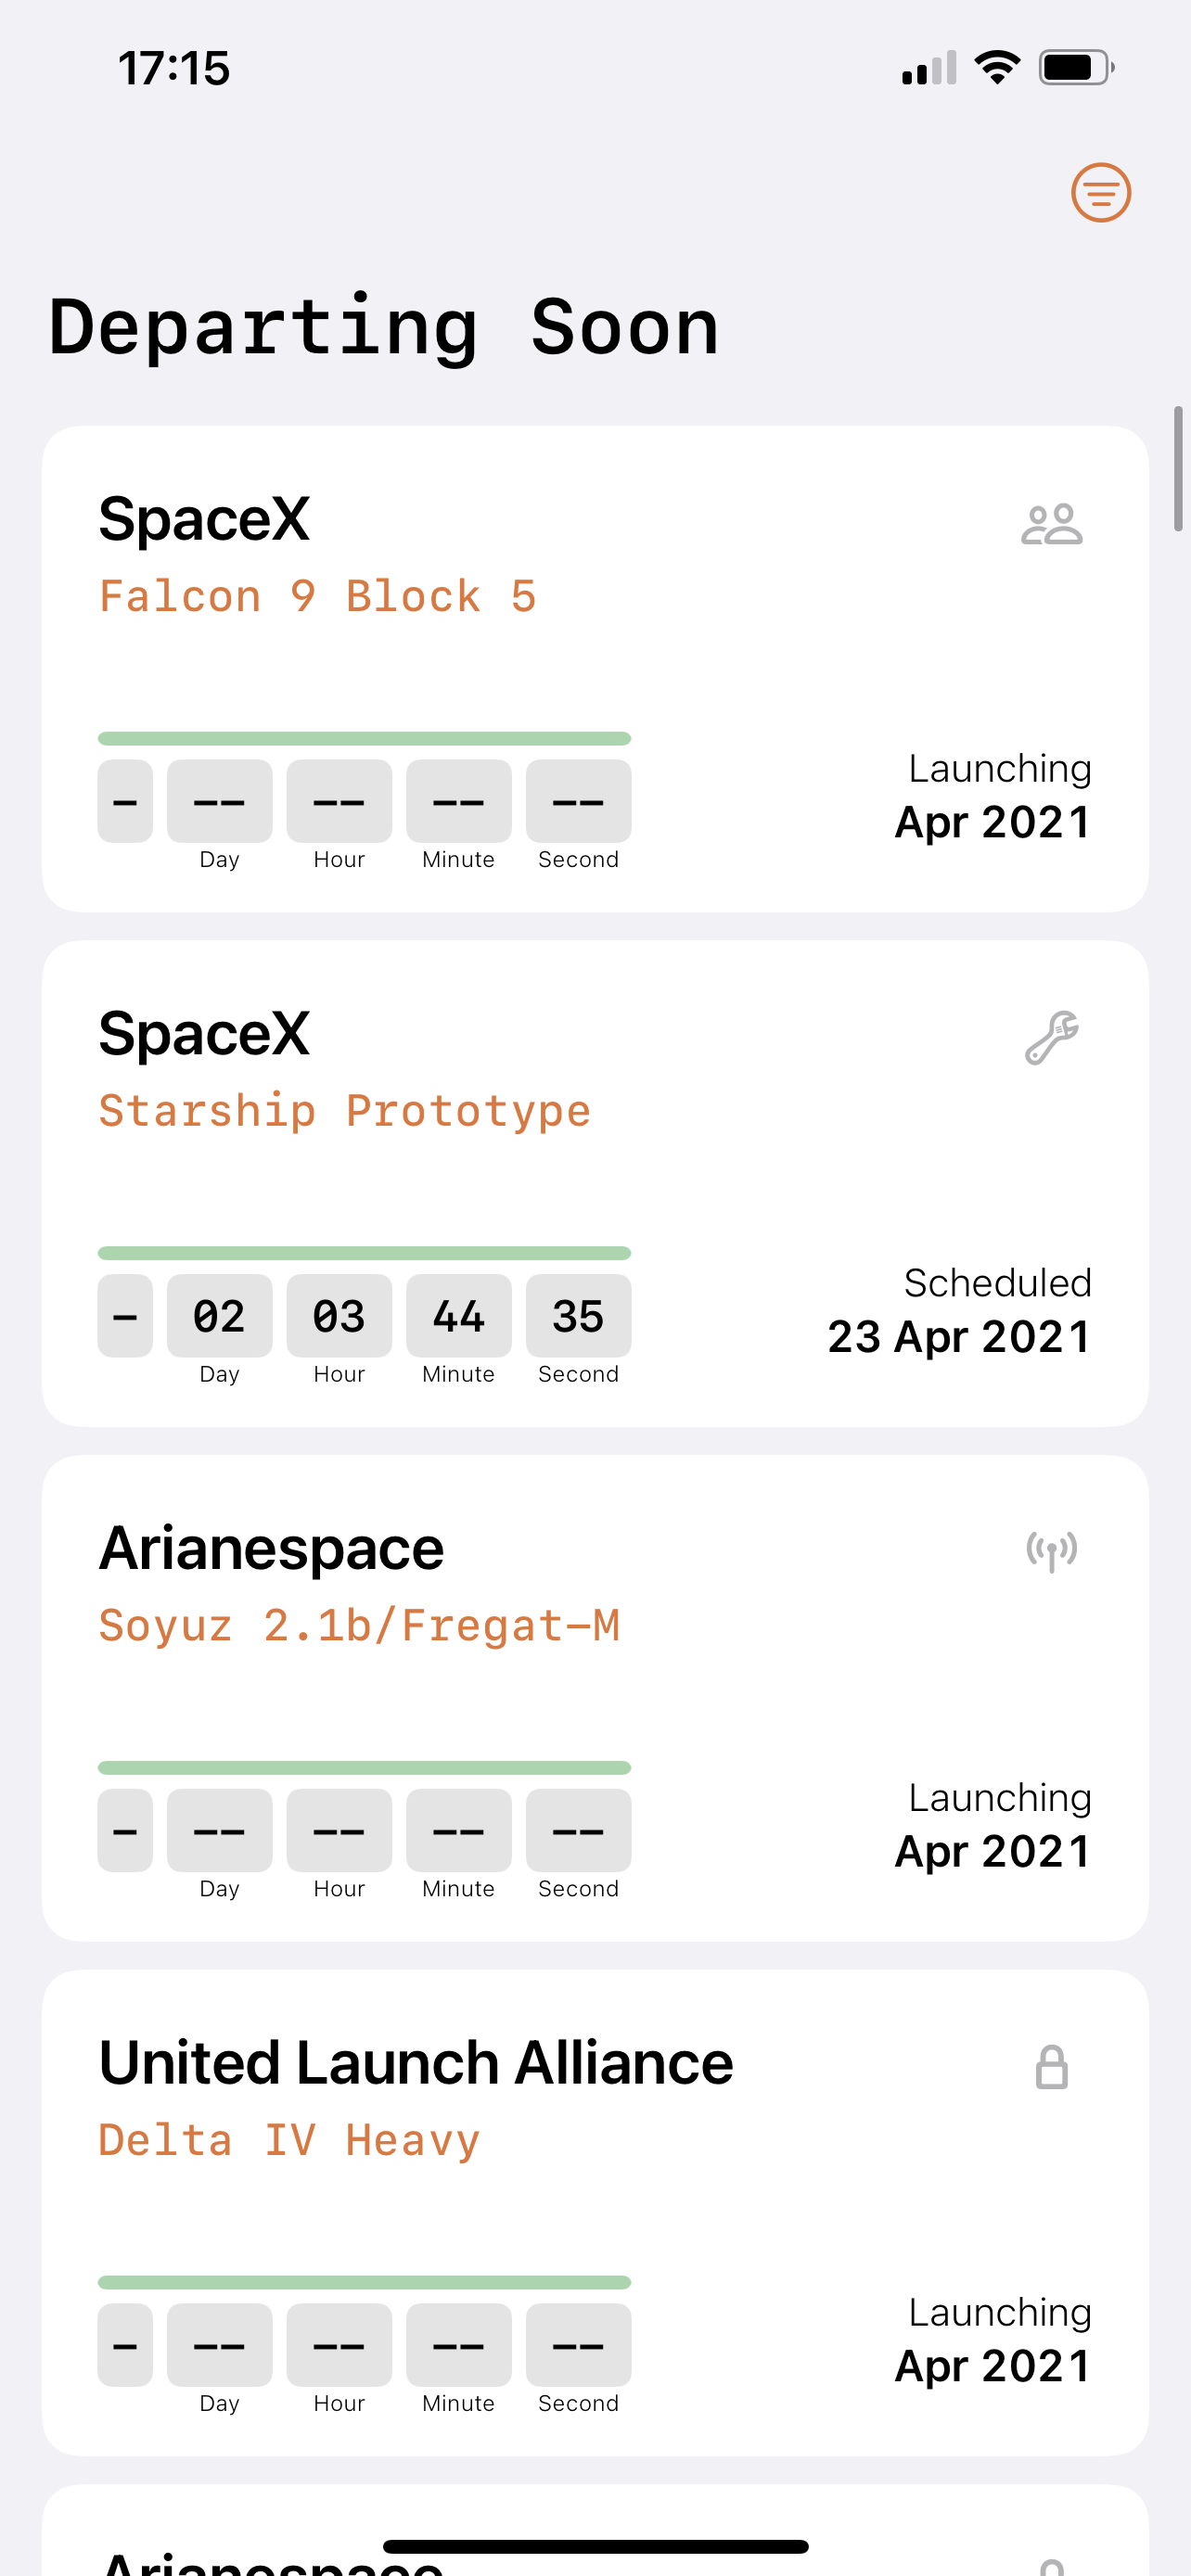 17:15
Departing Soon
SpaceX
Falcon 9 Block 5
– –– –– –– ––
Day Hour Minute Second
Launching
Apr 2021
SpaceX
Starship Prototype
– 02 03 44 35
Day Hour Minute Second
Scheduled
23 Apr 2021
Arianespace
Soyuz 2.1b/Fregat–M
– –– –– –– ––
Day Hour Minute Second
Launching
Apr 2021
United Launch Alliance
Delta IV Heavy
– –– –– –– ––
Day Hour Minute Second
Launching
Apr 2021
Arianespace